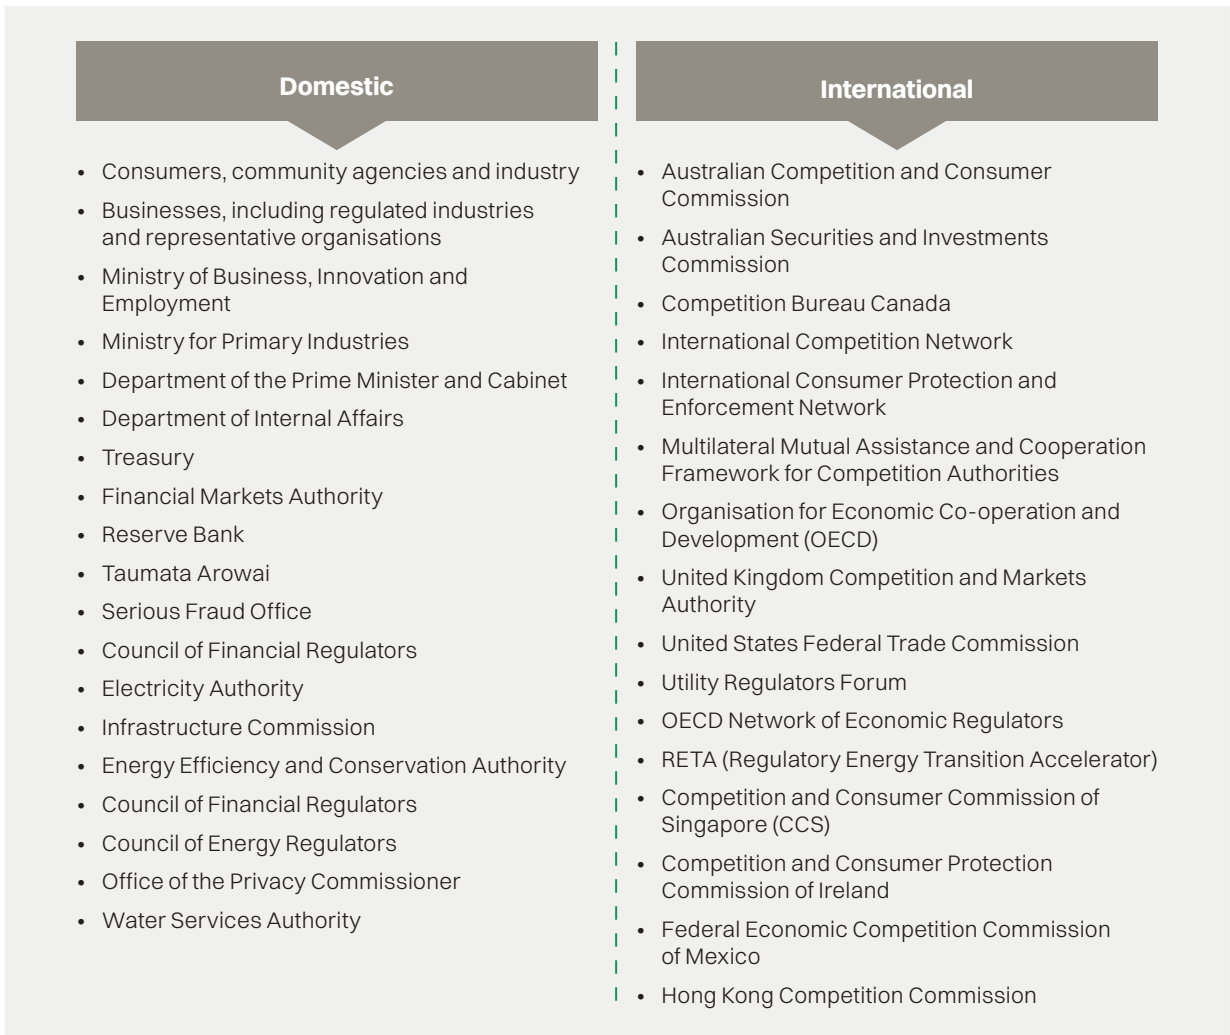 Domestic
• Consumers, community agencies and industry
• Businesses, including regulated industries
and representative organisations
• Ministry of Business, Innovation and
Employment
• Ministry for Primary Industries
• Department of the Prime Minister and Cabinet
• Department of Internal Affairs
• Treasury
• Financial Markets Authority
• Reserve Bank
• Taumata Arowai
• Serious Fraud Office
• Council of Financial Regulators
• Electricity Authority
• Infrastructure Commission
• Energy Efficiency and Conservation Authority
• Council of Financial Regulators
• Council of Energy Regulators
• Office of the Privacy Commissioner
• Water Services Authority
International
• Australian Competition and Consumer
Commission
• Australian Securities and Investments
Commission
• Competition Bureau Canada
• International Competition Network
• International Consumer Protection and
Enforcement Network
• Multilateral Mutual Assistance and Cooperation
Framework for Competition Authorities
• Organisation for Economic Co-operation and
Development (OECD)
• United Kingdom Competition and Markets
Authority
• United States Federal Trade Commission
• Utility Regulators Forum
• OECD Network of Economic Regulators
• RETA (Regulatory Energy Transition Accelerator)
• Competition and Consumer Commission of
Singapore (CCS)
• Competition and Consumer Protection
Commission of Ireland
• Federal Economic Competition Commission
of Mexico
• Hong Kong Competition Commission